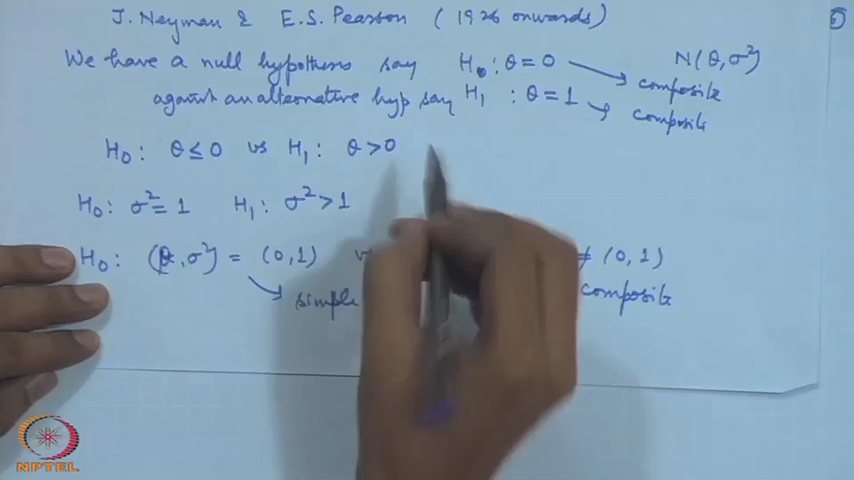 J. Neyman & E.S. Pearson (1926 onwards)
We have a null hypothesis say H₀: θ = 0 N(θ, σ²)
composite
against an alternative hyp say H₁ : θ = 1
composite
H₀: θ ≤ 0 vs H₁: θ > 0
H₀: σ² = 1 H₁: σ² > 1
H₀: (θ, σ²) = (0, 1) ≠ (0, 1)
simple composite
NPTEL